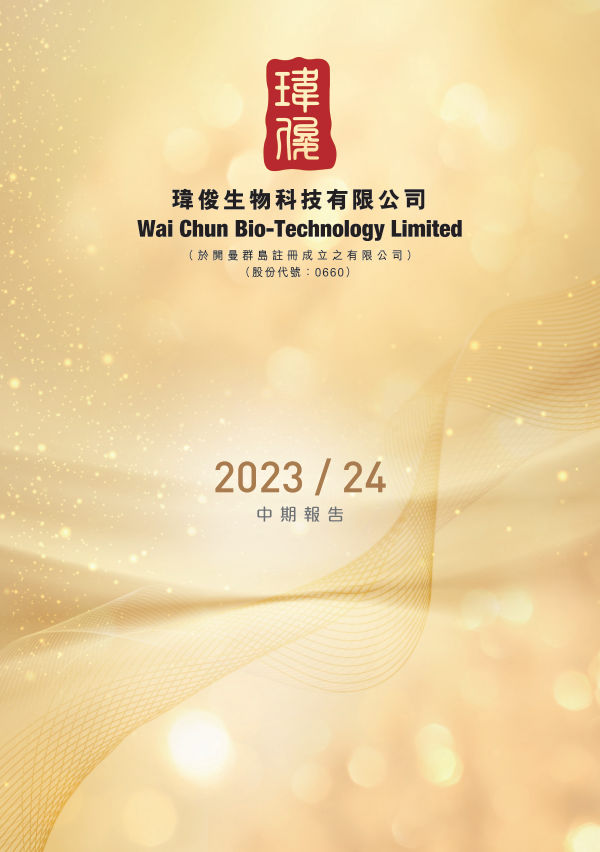 瑋
俊
瑋俊生物科技有限公司
Wai Chun Bio-Technology Limited
（於開曼群島註冊成立之有限公司）
（股份代號：0660）
2023 / 24
中期報告